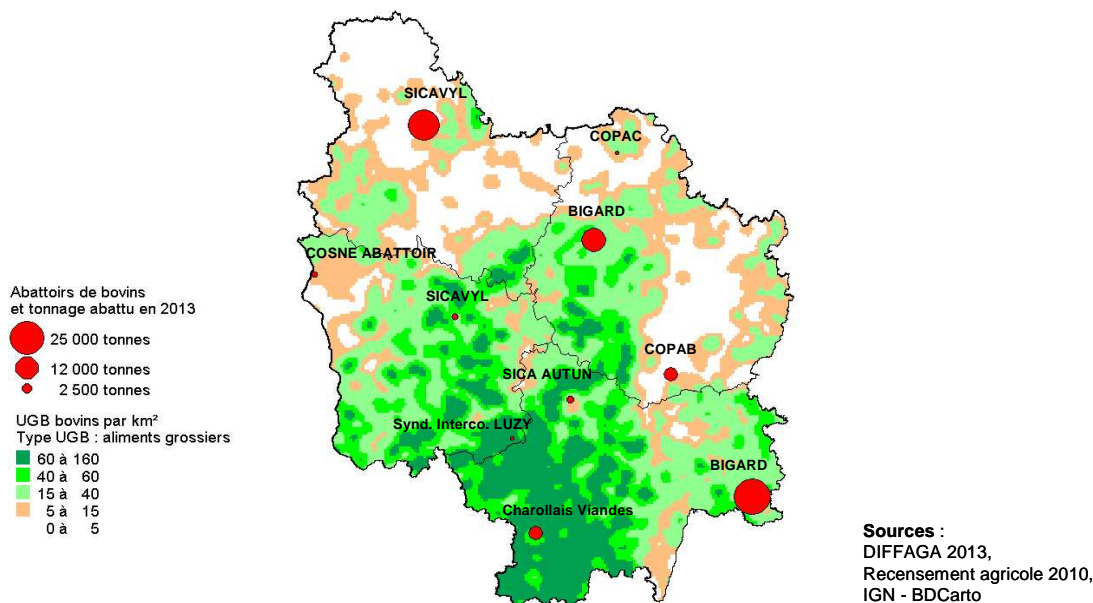 SICAVYL
COPAC
BIGARD
COSNE ABATTOIR
SICAVYL
COPAB
SICA AUTUN
Synd. Interco. LUZY
BIGARD
Charollais Viandes
Abattoirs de bovins
et tonnage abattu en 2013
25 000 tonnes
12 000 tonnes
2 500 tonnes
UGB bovins par km²
Type UGB : aliments grossiers
60 à 160
40 à 60
15 à 40
5 à 15
0 à 5
Sources :
DIFFAGA 2013,
Recensement agricole 2010,
IGN - BDCarto